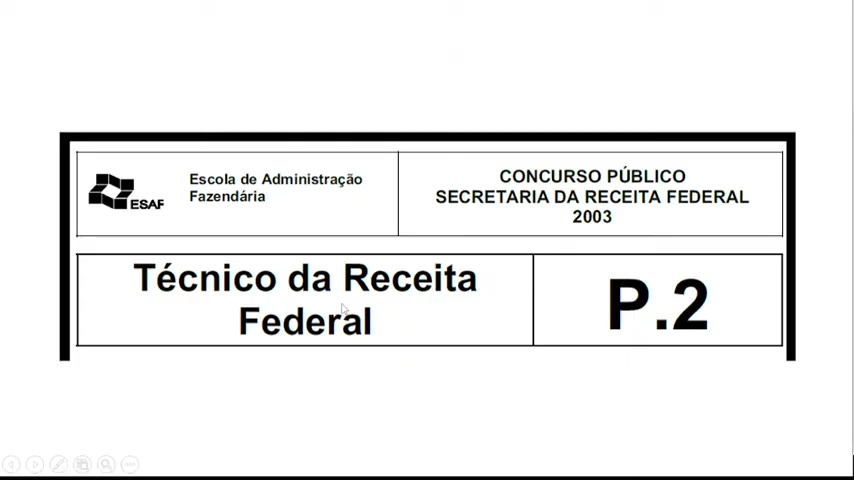 ESAF
Escola de Administração
Fazendária
CONCURSO PÚBLICO
SECRETARIA DA RECEITA FEDERAL
2003
Técnico da Receita
Federal
P.2